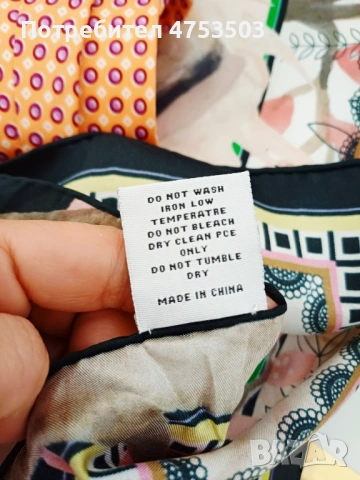 Потребител 4753503
DO NOT WASH
IRON LOW
TEMPERATRE
DO NOT BLEACH
DRY CLEAN PCE
ONLY
DO NOT TUMBLE
DRY
MADE IN CHINA
BAZAR